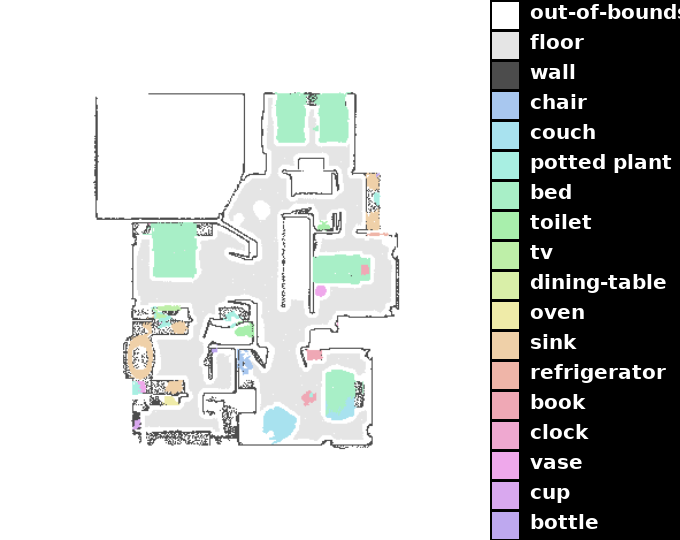 out-of-bounds
floor
wall
chair
couch
potted plant
bed
toilet
tv
dining-table
oven
sink
refrigerator
book
clock
vase
cup
bottle